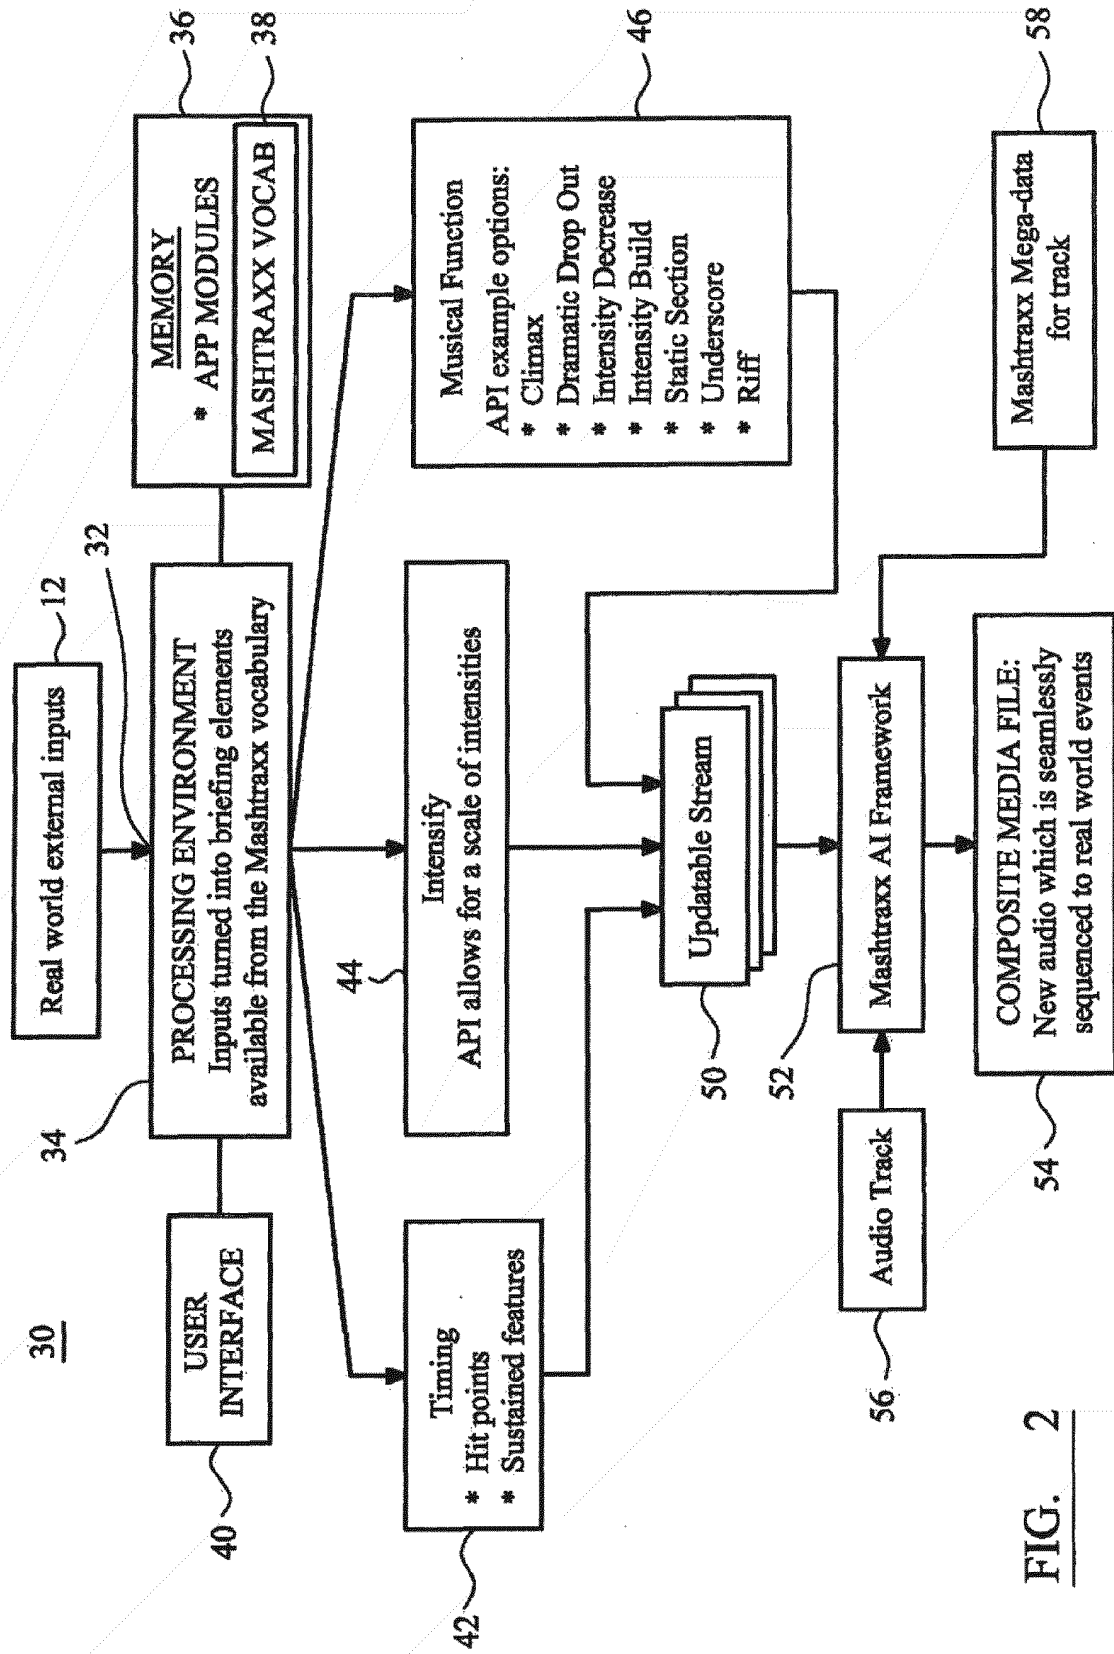 30
Real world external inputs
12
32
34
PROCESSING ENVIRONMENT
Inputs turned into briefing elements
available from the Mashtraxx vocabulary
USER
INTERFACE
40
MEMORY
* APP MODULES
MASHTRAXX VOCAB
36
38
Timing
* Hit points
* Sustained features
42
Intensify
API allows for a scale of intensities
44
Musical Function
API example options:
* Climax
* Dramatic Drop Out
* Intensity Decrease
* Intensity Build
* Static Section
* Underscore
* Riff
46
Updatable Stream
50
Audio Track
56
Mashtraxx AI Framework
52
Mashtraxx Mega-data
for track
58
COMPOSITE MEDIA FILE:
New audio which is seamlessly
sequenced to real world events
54
FIG. 2